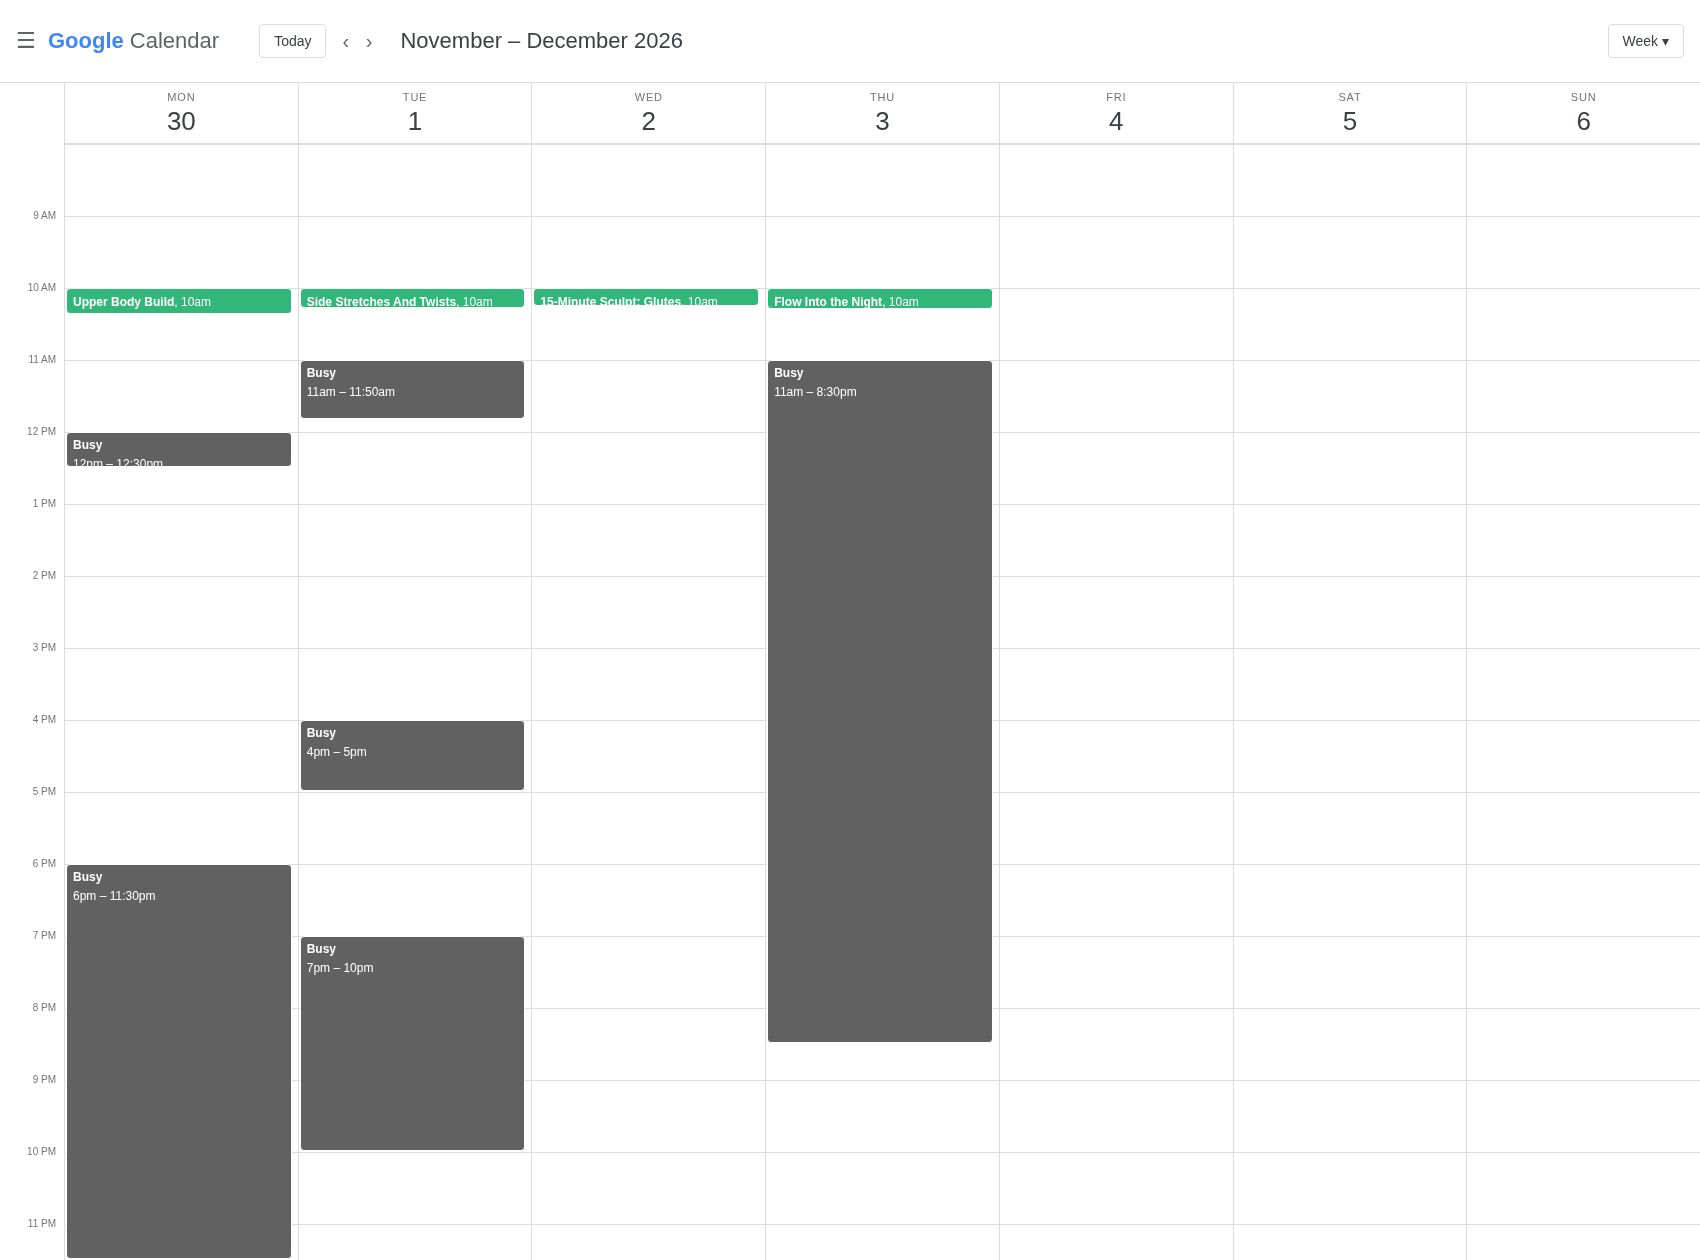 ☰ Google Calendar Today ‹ › November – December 2026 Week ▾
MON TUE WED THU FRI SAT SUN
30 1 2 3 4 5 6
9 AM
10 AM
Upper Body Build, 10am
Side Stretches And Twists, 10am
15-Minute Sculpt: Glutes, 10am
Flow Into the Night, 10am
11 AM
Busy
11am – 11:50am
Busy
11am – 8:30pm
12 PM
Busy
12pm – 12:30pm
1 PM
2 PM
3 PM
4 PM
Busy
4pm – 5pm
5 PM
6 PM
Busy
6pm – 11:30pm
7 PM
Busy
7pm – 10pm
8 PM
9 PM
10 PM
11 PM